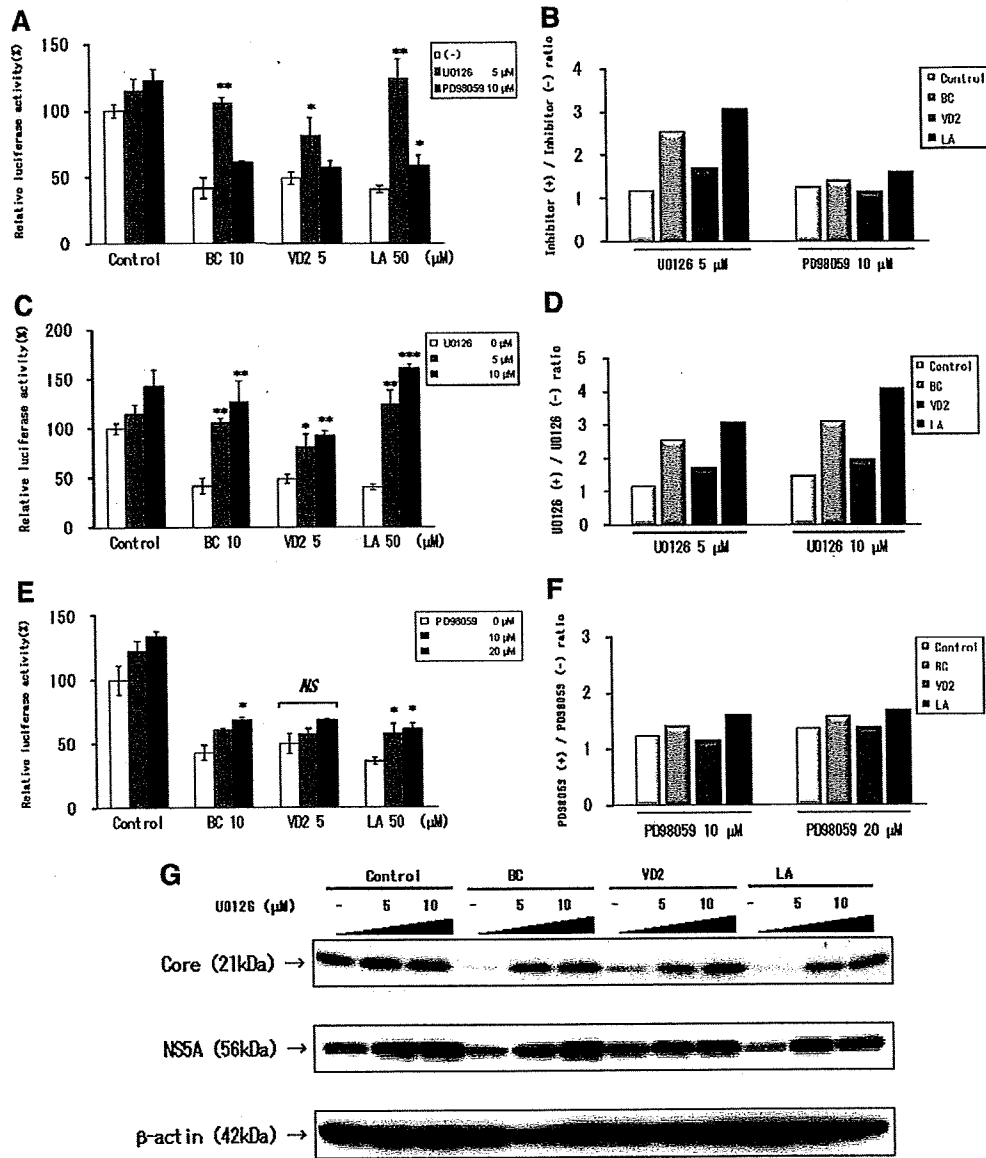 A
Relative luciferase activity(%)
150
100
50
0
(-)
U0126 5 μM
PD98059 10 μM
**
*
**
*
Control BC 10 VD2 5 LA 50 (μM)
B
Inhibitor (+) / Inhibitor (-) ratio
4
3
2
1
0
Control
BC
VD2
LA
U0126 5 μM PD98059 10 μM
C
Relative luciferase activity(%)
200
150
100
50
0
U0126 0 μM
5 μM
10 μM
** **
* **
** ***
Control BC 10 VD2 5 LA 50 (μM)
D
U0126 (+) / U0126 (-) ratio
5
4
3
2
1
0
Control
BC
VD2
LA
U0126 5 μM U0126 10 μM
E
Relative luciferase activity(%)
150
100
50
0
PD98059 0 μM
10 μM
20 μM
*
NS
* *
Control BC 10 VD2 5 LA 50 (μM)
F
PD98059 (+) / PD98059 (-) ratio
3
2
1
0
Control
BC
VD2
LA
PD98059 10 μM PD98059 20 μM
G
Control BC VD2 LA
U0126 (μM) - 5 10 - 5 10 - 5 10 - 5 10
Core (21kDa) →
NS5A (56kDa) →
β-actin (42kDa) →